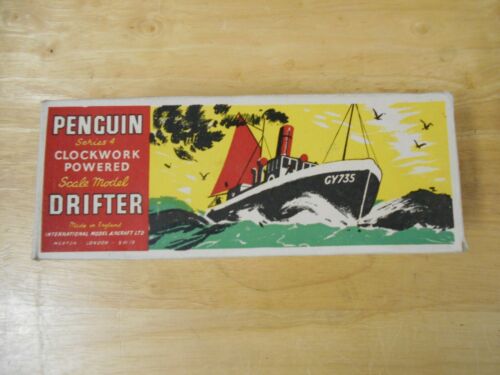 PENGUIN
Series 4
CLOCKWORK
POWERED
Scale Model
DRIFTER
Made in England
INTERNATIONAL MODEL AIRCRAFT LTD
MERTON LONDON S.W.19
GY735